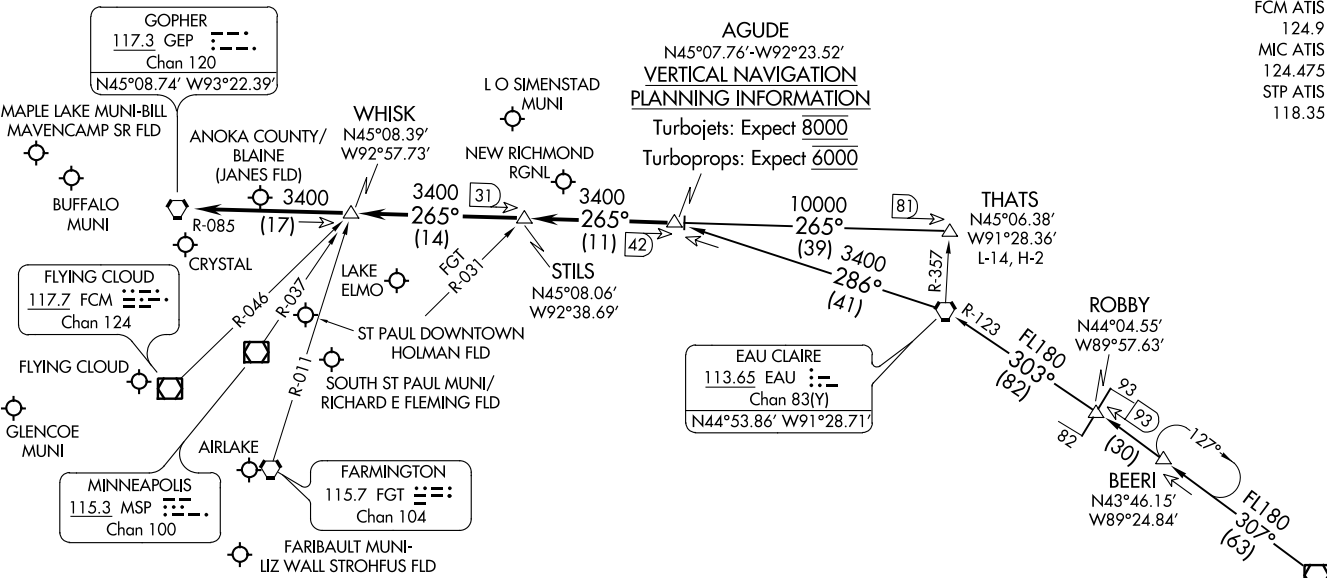 GOPHER
117.3 GEP
Chan 120
N45°08.74' W93°22.39'
MAPLE LAKE MUNI-BILL
MAVENCAMP SR FLD
BUFFALO
MUNI
ANOKA COUNTY/
BLAINE
(JANES FLD)
WHISK
N45°08.39'
W92°57.73'
L O SIMENSTAD
MUNI
NEW RICHMOND
RGNL
AGUDE
N45°07.76'-W92°23.52'
VERTICAL NAVIGATION
PLANNING INFORMATION
Turbojets: Expect 8000
Turboprops: Expect 6000
FCM ATIS
124.9
MIC ATIS
124.475
STP ATIS
118.35
R-085
3400
(17)
3400
265°
(14)
31
3400
265°
(11)
42
10000
265°
(39)
81
THATS
N45°06.38'
W91°28.36'
L-14, H-2
3400
286°
(41)
R-357
CRYSTAL
FLYING CLOUD
117.7 FCM
Chan 124
R-046
R-037
R-011
LAKE
ELMO
FGT
R-031
STILS
N45°08.06'
W92°38.69'
ST PAUL DOWNTOWN
HOLMAN FLD
FLYING CLOUD
SOUTH ST PAUL MUNI/
RICHARD E FLEMING FLD
GLENCOE
MUNI
EAU CLAIRE
113.65 EAU
Chan 83(Y)
N44°53.86' W91°28.71'
R-123
FL180
303°
(82)
ROBBY
N44°04.55'
W89°57.63'
93
93
82
(30)
127°
BEERI
N43°46.15'
W89°24.84'
FL180
307°
(63)
AIRLAKE
MINNEAPOLIS
115.3 MSP
Chan 100
FARMINGTON
115.7 FGT
Chan 104
FARIBAULT MUNI-
LIZ WALL STROHFUS FLD